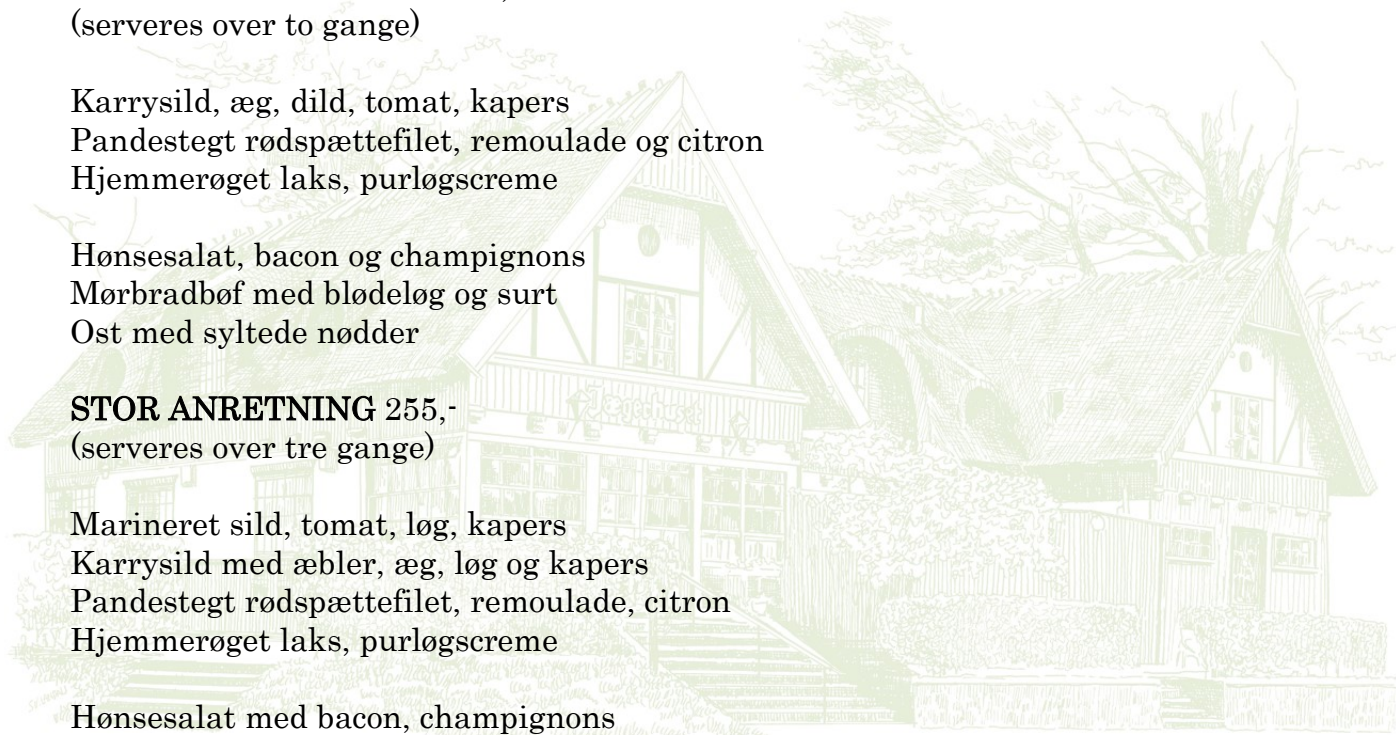 (serveres over to gange)
Karrysild, æg, dild, tomat, kapers
Pandestegt rødspættefilet, remoulade og citron
Hjemmerøget laks, purløgscreme
Hønsesalat, bacon og champignons
Mørbradbøf med blødeløg og surt
Ost med syltede nødder
STOR ANRETNING 255,-
(serveres over tre gange)
Jægerhuset
Marineret sild, tomat, løg, kapers
Karrysild med æbler, æg, løg og kapers
Pandestegt rødspættefilet, remoulade, citron
Hjemmerøget laks, purløgscreme
Hønsesalat med bacon, champignons